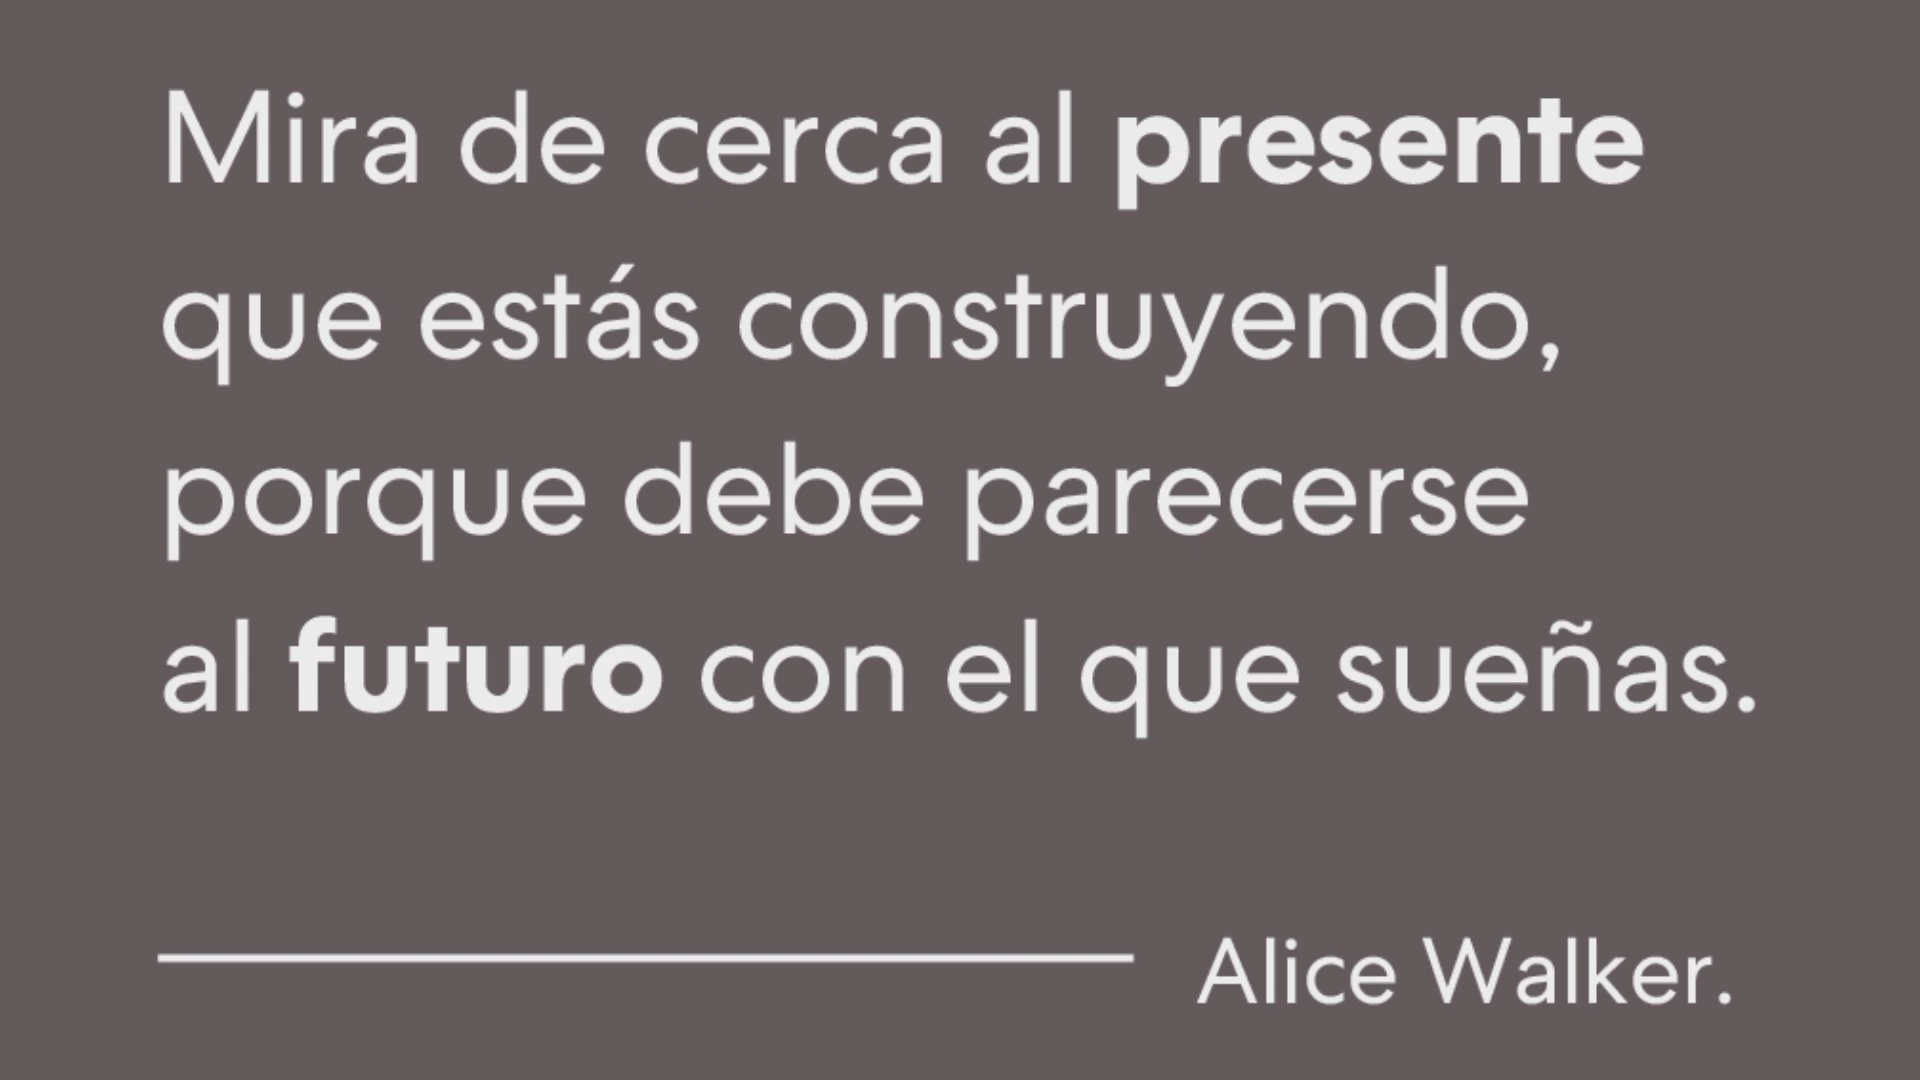 Mira de cerca al presente
que estás construyendo,
porque debe parecerse
al futuro con el que sueñas.
Alice Walker.